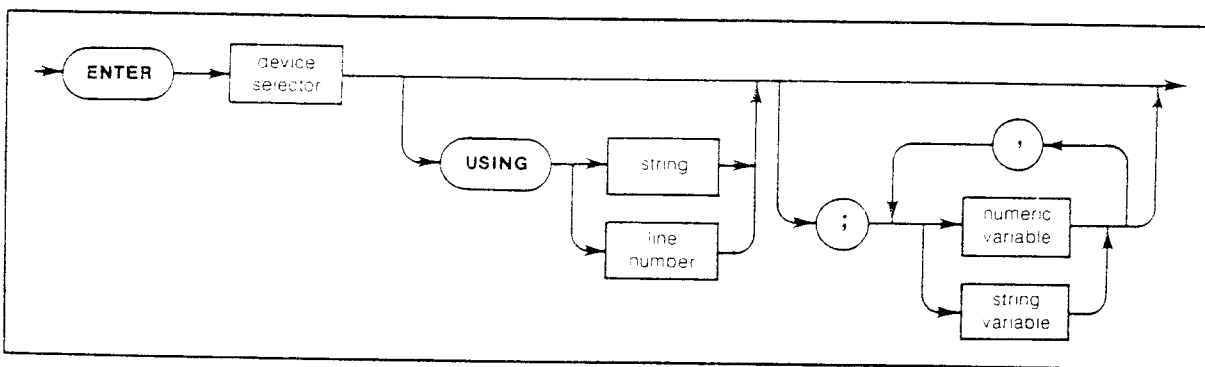 ENTER
device
selector
USING
string
line
number
;
,
numeric
variable
string
variable